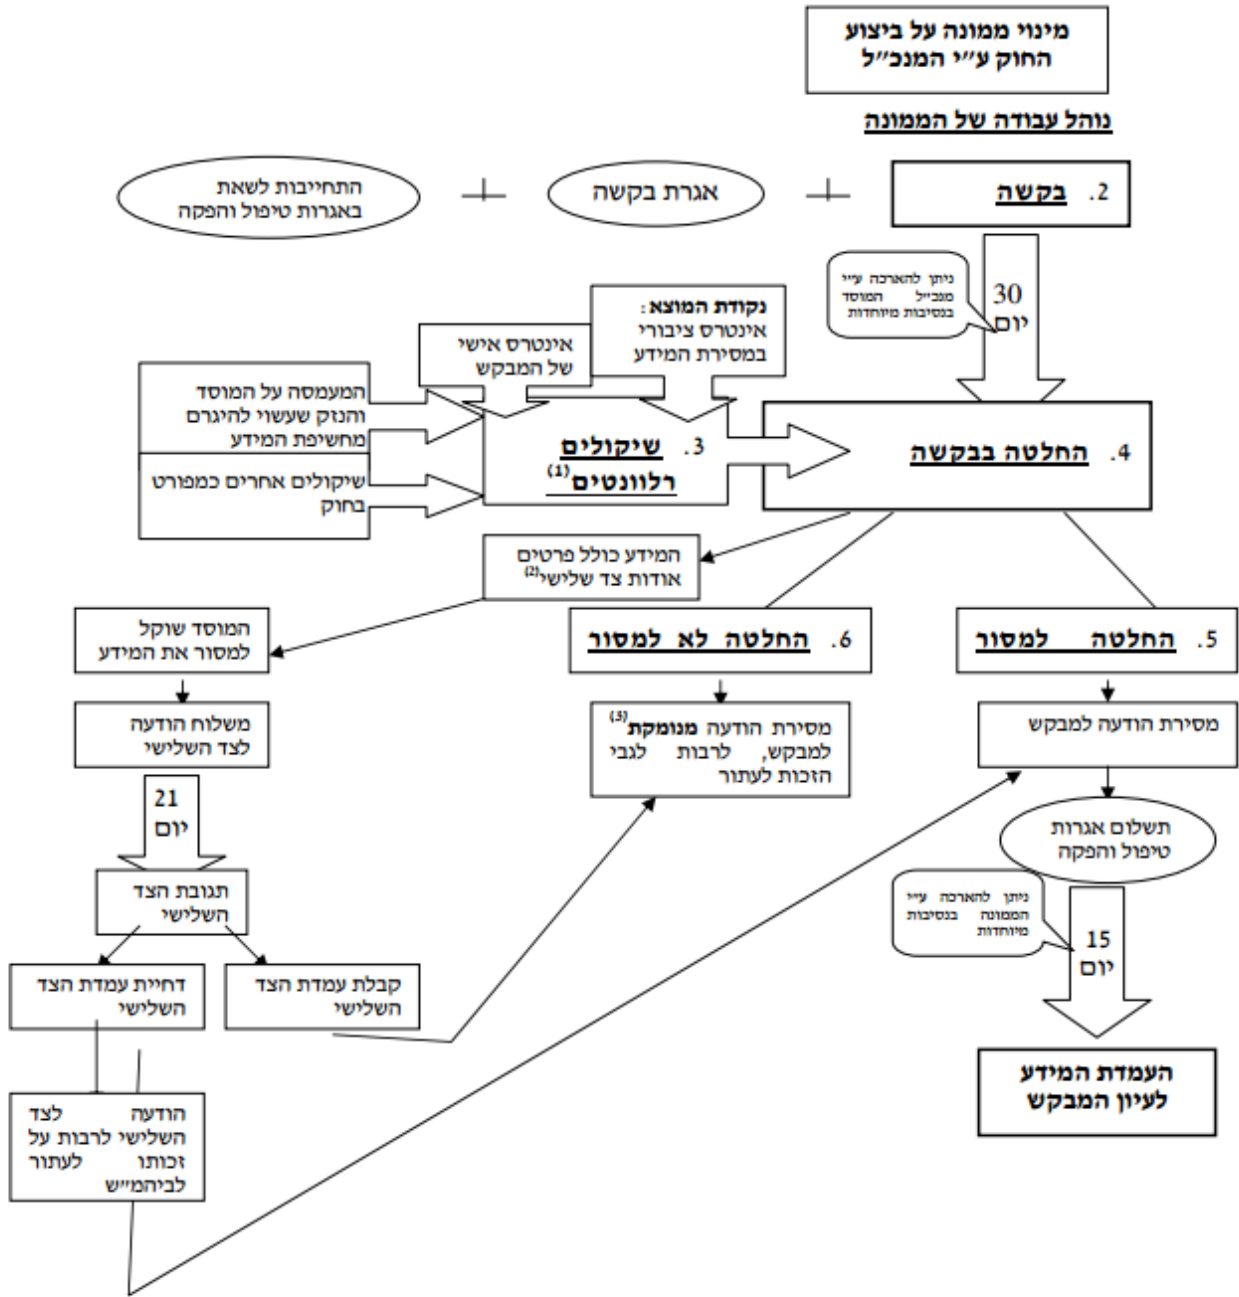 מינוי ממונה על ביצוע
החוק ע״י המנכ״ל
נוהל עבודה של הממונה
2. בקשה
אגרת בקשה
התחייבות לשאת
באגרות טיפול והפקה
30
יום
ניתן להארכה ע״י
מנכ״ל המוסד
בנסיבות מיוחדות
נקודת המוצא:
אינטרס ציבורי
במסירת המידע
אינטרס אישי
של המבקש
המעמסה על המוסד
והנזק שעשוי להיגרם
מחשיפת המידע
שיקולים אחרים כמפורט
בחוק
3. שיקולים
רלוונטים(1)
4. החלטה בבקשה
המידע כולל פרטים
אודות צד שלישי(2)
5. החלטה למסור
6. החלטה לא למסור
המוסד שוקל
למסור את המידע
מסירת הודעה למבקש
מסירת הודעה מנומקת(3)
למבקש, לרבות לגבי
הזכות לעתור
משלוח הודעה
לצד השלישי
21
יום
תשלום אגרות
טיפול והפקה
תגובת הצד
השלישי
ניתן להארכה ע״י
הממונה בנסיבות
מיוחדות
15
יום
קבלת עמדת הצד
השלישי
דחיית עמדת הצד
השלישי
העמדת המידע
לעיון המבקש
הודעה לצד
השלישי לרבות על
זכותו לעתור
לביהמ״ש